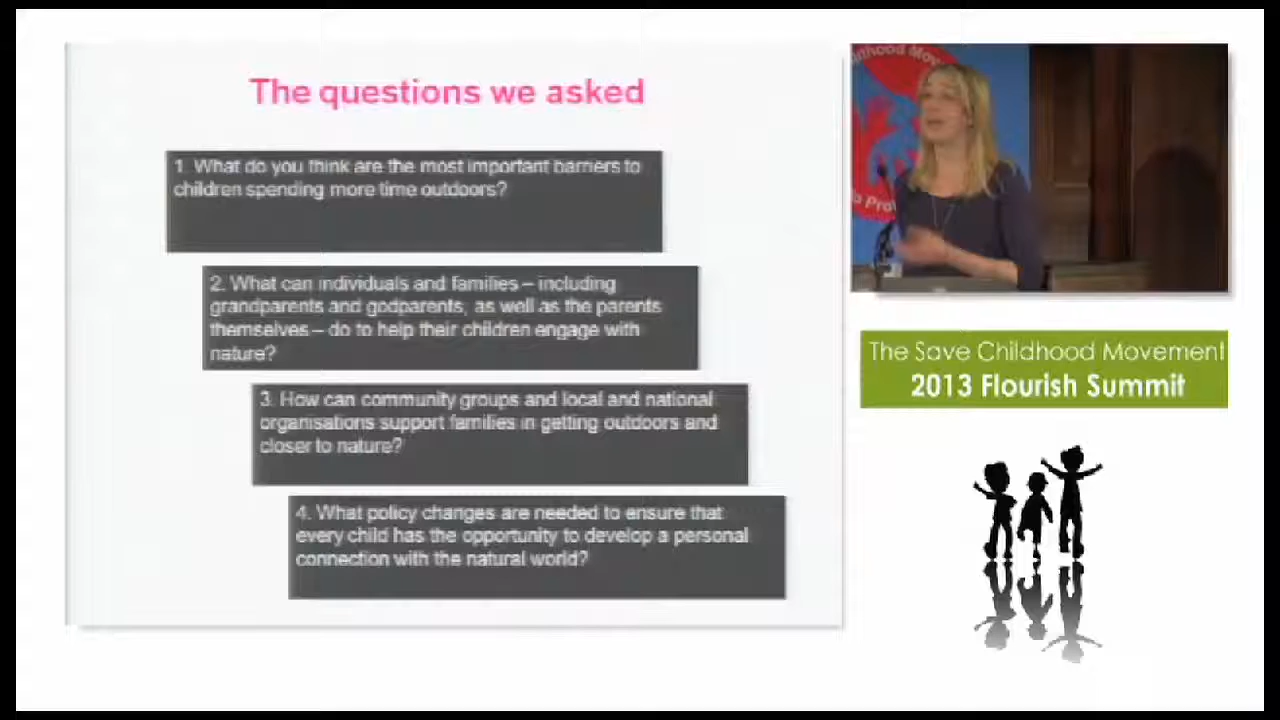 The questions we asked
1. What do you think are the most important barriers to
children spending more time outdoors?
2. What can individuals and families – including
grandparents and godparents, as well as the parents
themselves – do to help their children engage with
nature?
3. How can community groups and local and national
organisations support families in getting outdoors and
closer to nature?
4. What policy changes are needed to ensure that
every child has the opportunity to develop a personal
connection with the natural world?
The Save Childhood Movement
2013 Flourish Summit